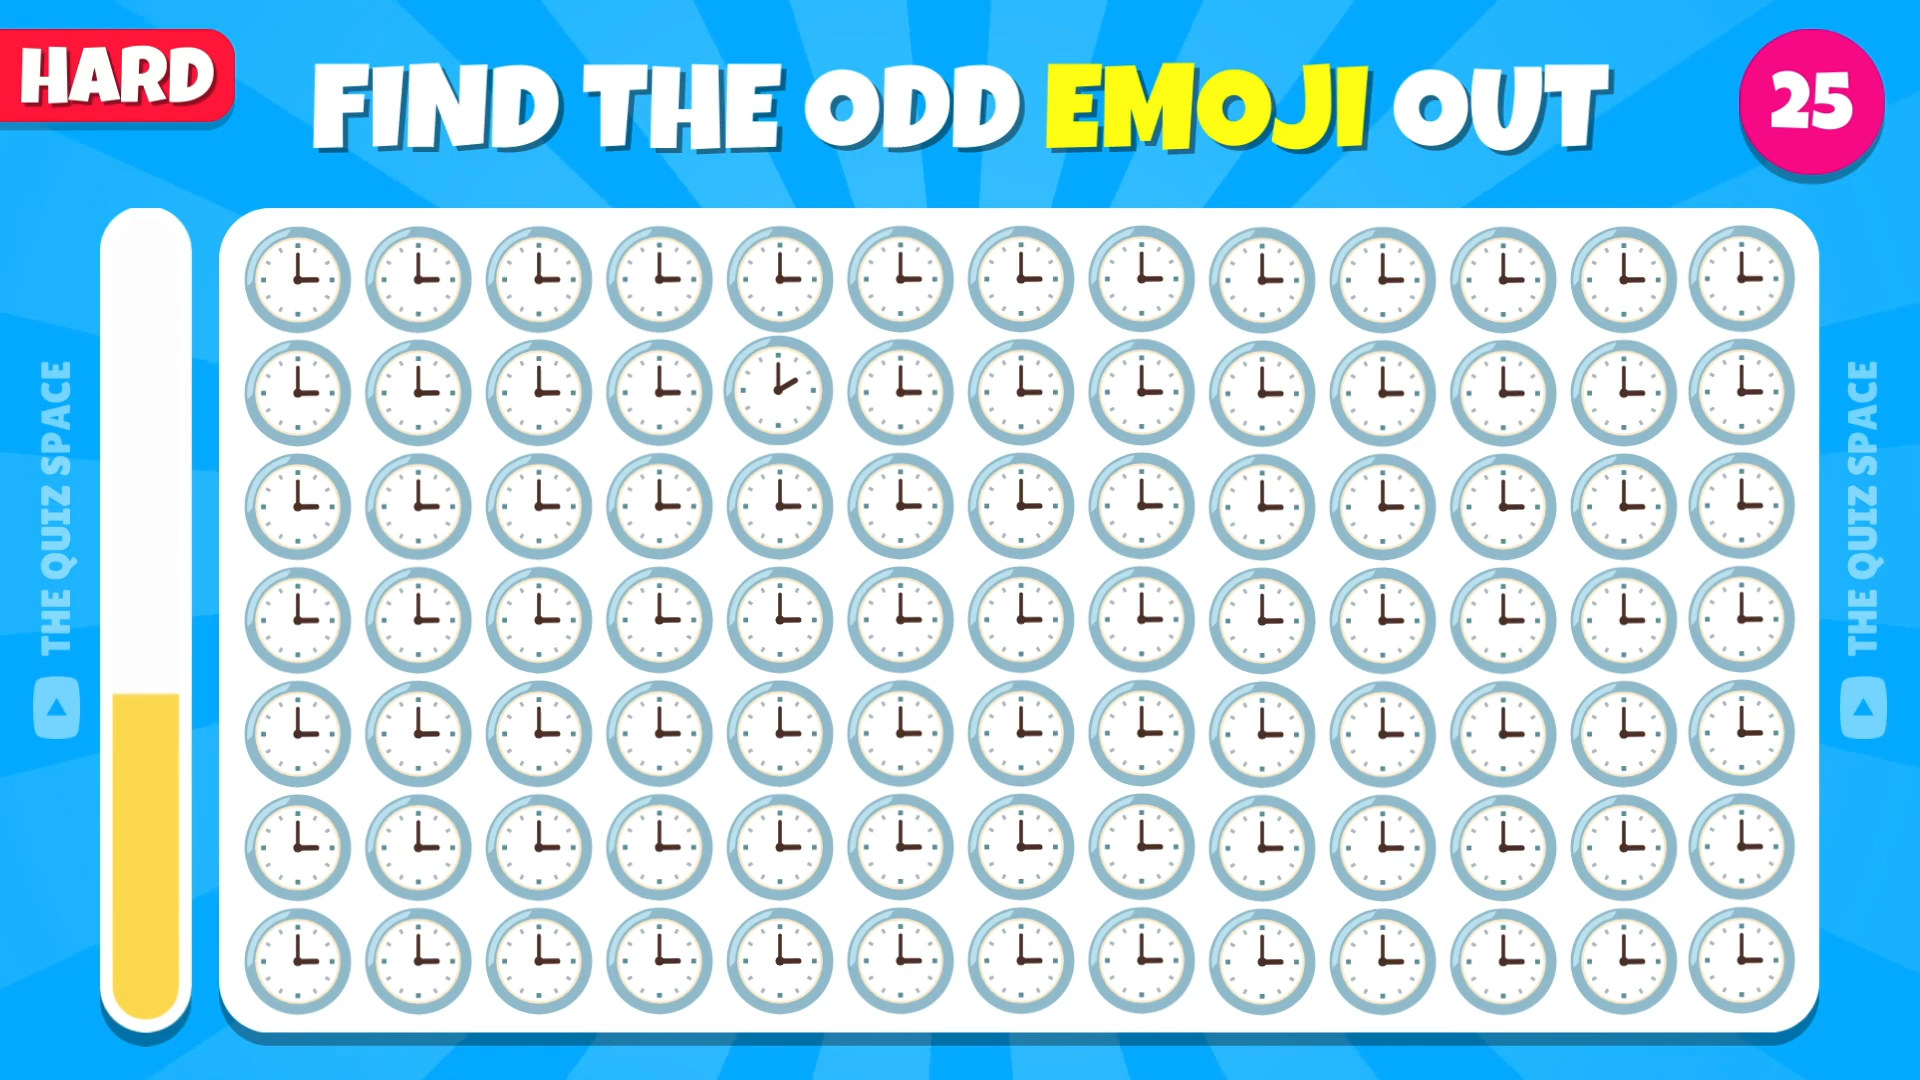 HARD
FIND THE ODD EMOJI OUT
25
THE QUIZ SPACE
THE QUIZ SPACE